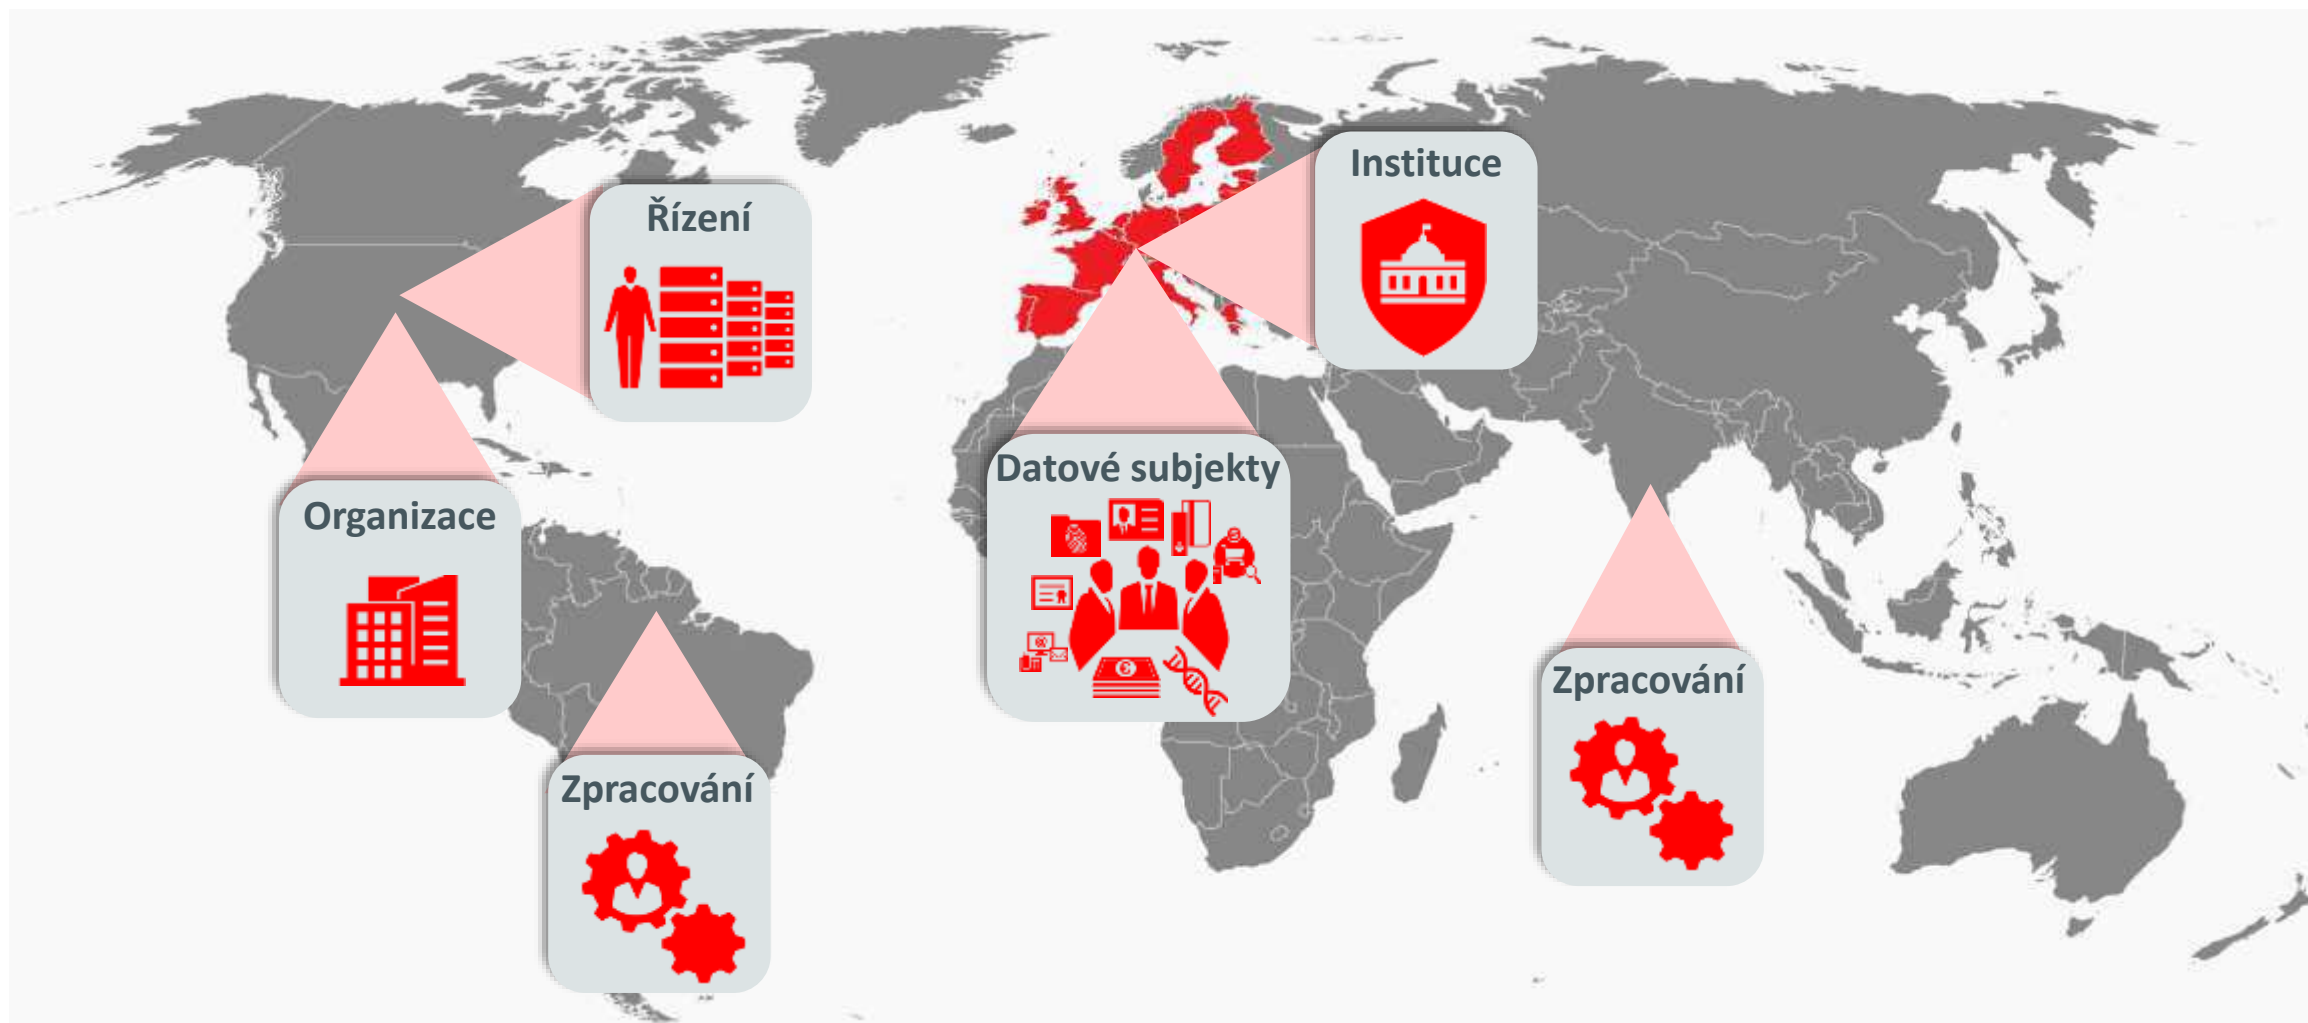 Instituce
Řízení
Datové subjekty
Organizace
Zpracování
Zpracování